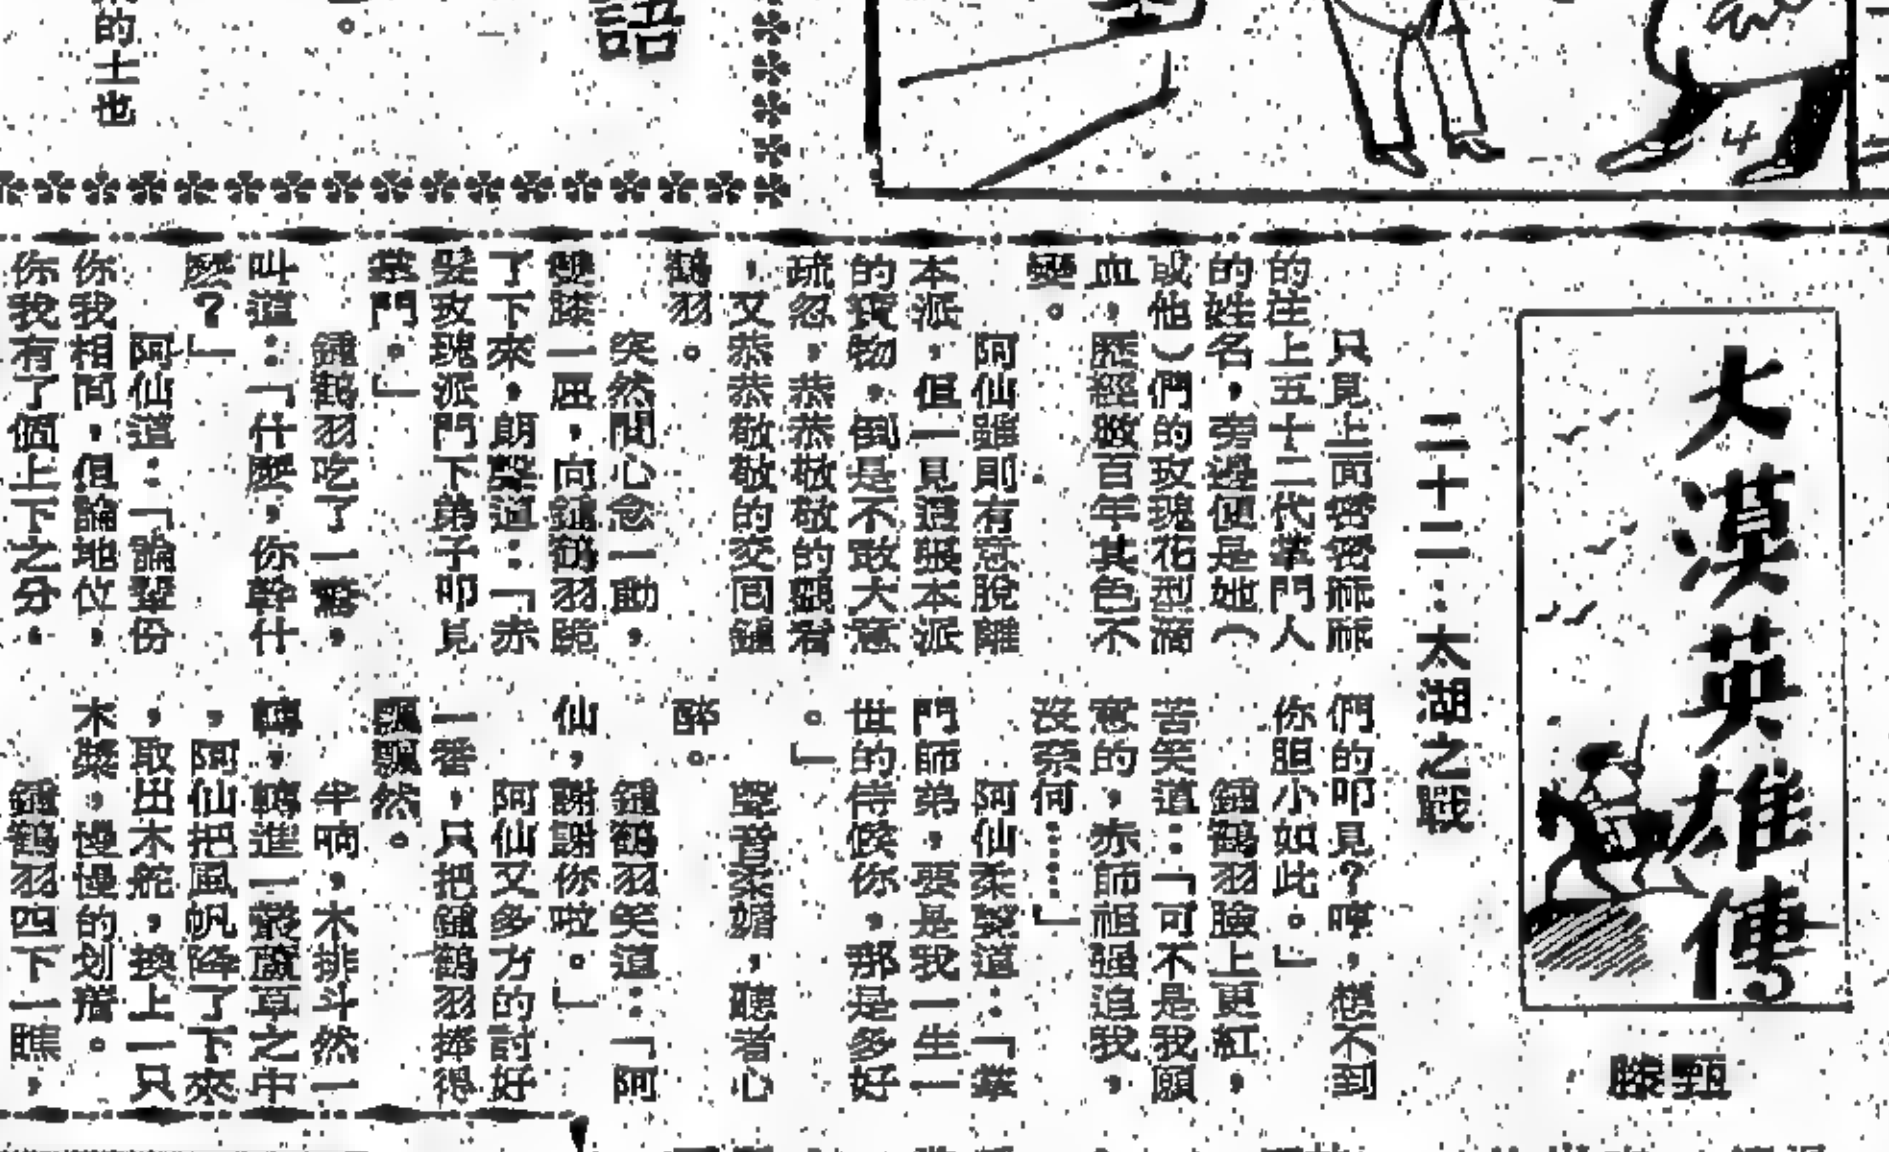 語
的士也
大漠英雄傳
甄
二十二：太湖之戰
只見上面密密麻麻
的注上五十二代掌門人
的姓名，旁邊便是她（
或他）們的玫瑰花型滴
血，歷經數百年其色不
變。
阿仙雖則有意脫離
本派，但一見這張本派
的寶物，倒是不敢大意
疏忽，恭恭敬敬的觀看
，又恭恭敬敬的交回鍾
鶴羽。
突然間心念一動，
雙膝一屈，向鍾鶴羽跪
了下來，朗聲道：「赤
髮玫瑰派門下弟子叩見
掌門。」
鍾鶴羽吃了一驚，
叫道：「什麼，你幹什
麼？」
阿仙道：「論輩份
你我相同，但論地位，
你我有了個上下之分。
們的叩見？哼，想不到
你胆小如此。」
鍾鶴羽臉上更紅，
苦笑道：「可不是我願
意的，赤師祖強追我，
沒奈何……」
阿仙柔聲道：「掌
門師弟，要是我一生一
世的侍候你，那是多好
。」
聲音柔媚，聽者心
醉。
鍾鶴羽笑道：「阿
仙，謝謝你啦。」
阿仙又多方的討好
一番，只把鍾鶴羽捧得
飄飄然。
半晌，木排斗然一
轉，轉進一叢蘆草之中
，阿仙把風帆降了下來
，取出木舵，換上一只
木槳，慢慢的划着。
鍾鶴羽四下一瞧，